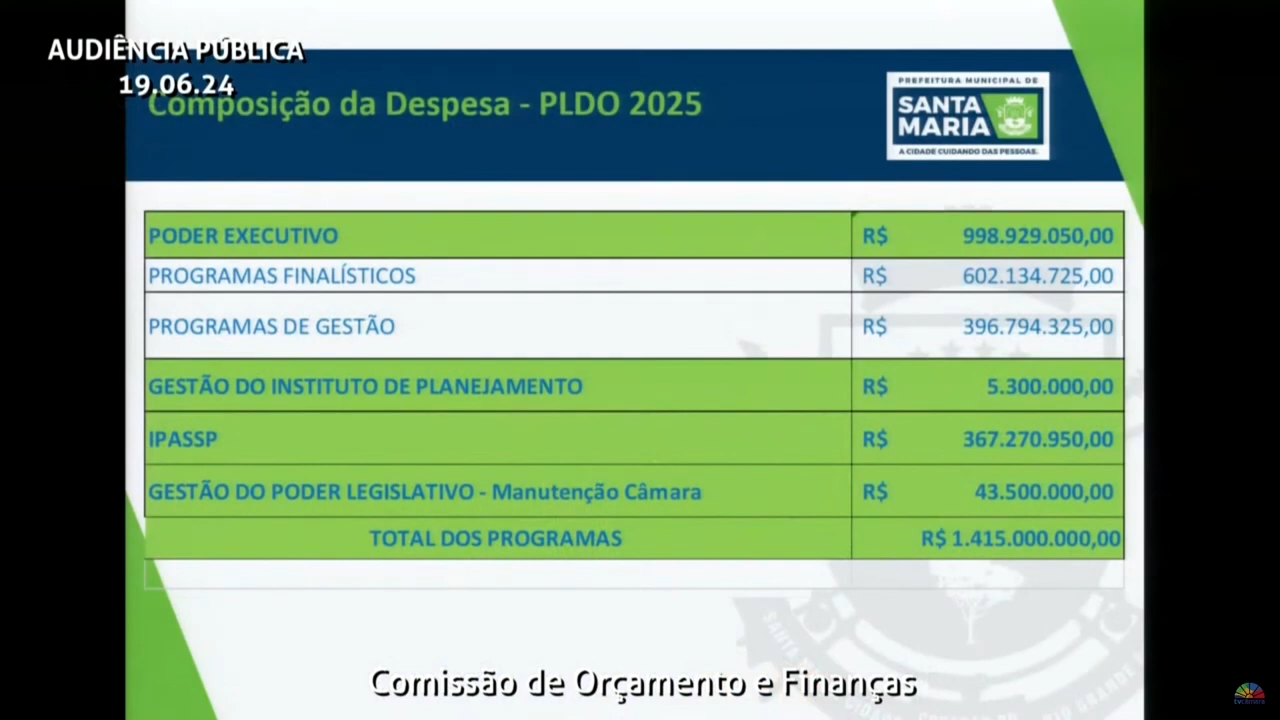 AUDIÊNCIA PÚBLICA
19.06.24
Composição da Despesa - PLDO 2025
PREFEITURA MUNICIPAL DE
SANTA
MARIA
A CIDADE CUIDANDO DAS PESSOAS.
PODER EXECUTIVO R$ 998.929.050,00
PROGRAMAS FINALÍSTICOS R$ 602.134.725,00
PROGRAMAS DE GESTÃO R$ 396.794.325,00
GESTÃO DO INSTITUTO DE PLANEJAMENTO R$ 5.300.000,00
IPASSP R$ 367.270.950,00
GESTÃO DO PODER LEGISLATIVO - Manutenção Câmara R$ 43.500.000,00
TOTAL DOS PROGRAMAS R$ 1.415.000.000,00
Comissão de Orçamento e Finanças
tvcâmara